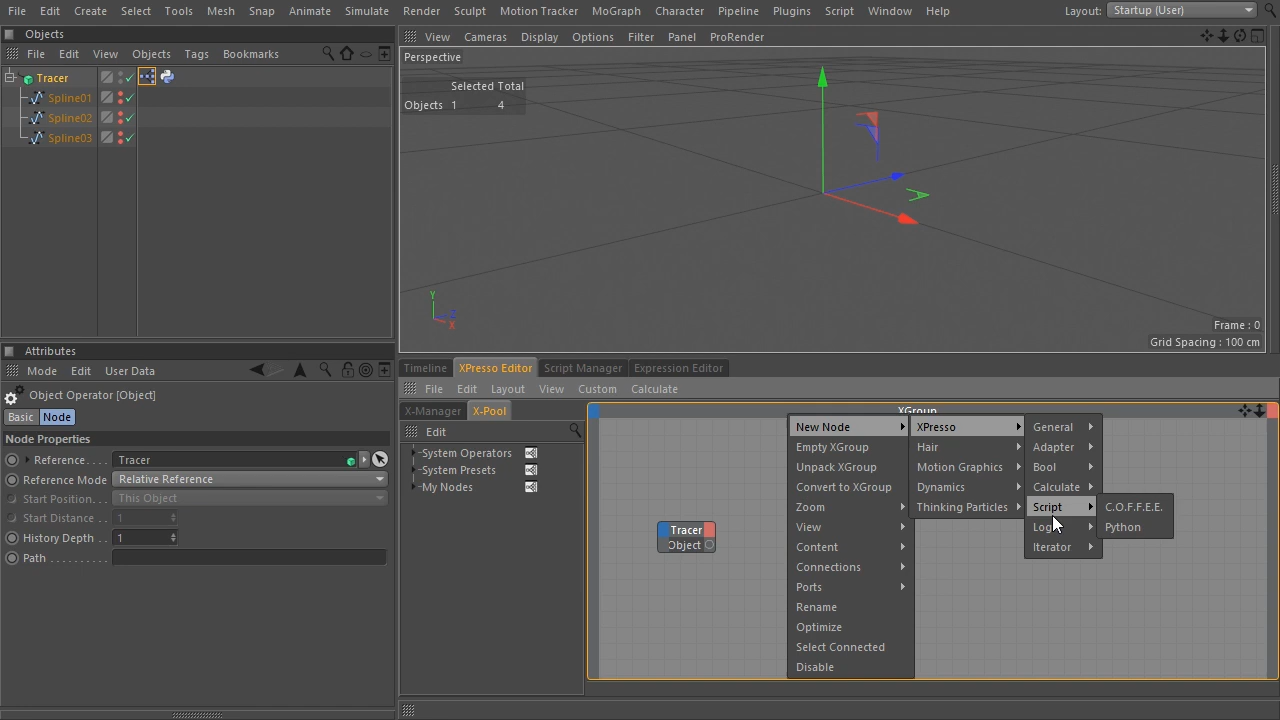 File Edit Create Select Tools Mesh Snap Animate Simulate Render Sculpt Motion Tracker MoGraph Character Pipeline Plugins Script Window Help Layout: Startup (User)
Objects
File Edit View Objects Tags Bookmarks
Tracer
Spline01
Spline02
Spline03
View Cameras Display Options Filter Panel ProRender
Perspective
Selected Total
Objects 1 4
Y
Z
X
Frame : 0
Grid Spacing : 100 cm
Attributes
Mode Edit User Data
Object Operator [Object]
Basic Node
Node Properties
Reference. . . . Tracer
Reference Mode Relative Reference
Start Position. . This Object
Start Distance . . 1
History Depth . . 1
Path . . . . . . . . . .
Timeline XPresso Editor Script Manager Expression Editor
File Edit Layout View Custom Calculate
X-Manager X-Pool
Edit
System Operators
System Presets
My Nodes
XGroup
Tracer
Object
New Node
Empty XGroup
Unpack XGroup
Convert to XGroup
Zoom
View
Content
Connections
Ports
Rename
Optimize
Select Connected
Disable
XPresso
Hair
Motion Graphics
Dynamics
Thinking Particles
General
Adapter
Bool
Calculate
Script
Iterator
C.O.F.F.E.E.
Python